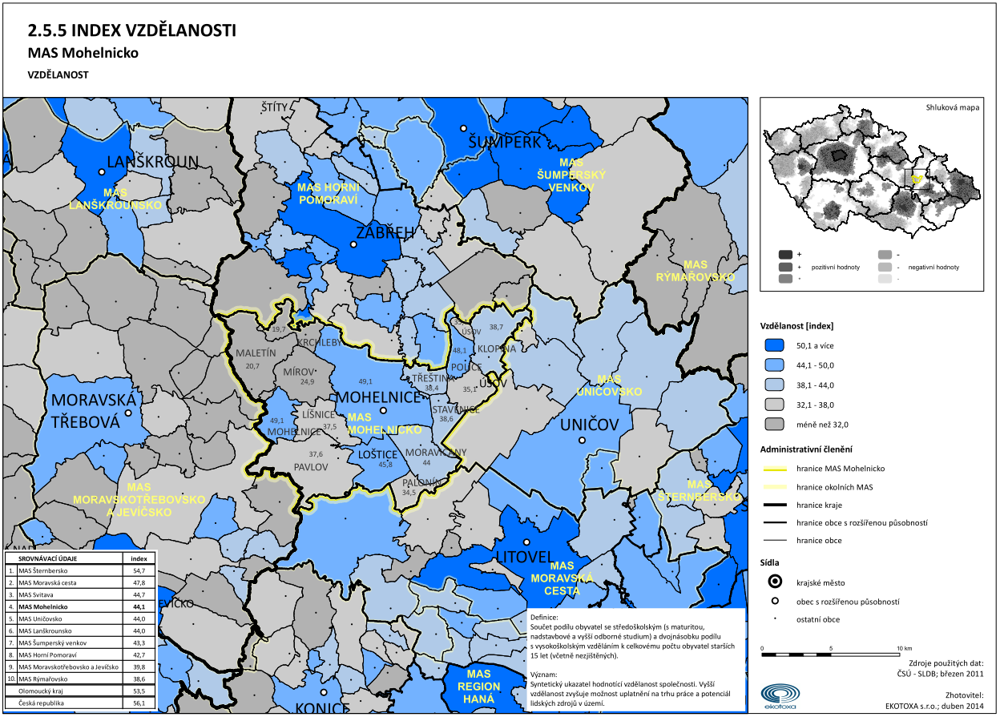 2.5.5 INDEX VZDĚLANOSTI
MAS Mohelnicko
VZDĚLANOST
ŠTÍTY
LANŠKROUN
MAS
LANŠKROUNSKO
ŠUMPERK
MAS
ŠUMPERSKÝ
VENKOV
MAS HORNÍ
POMORAVÍ
ZÁBŘEH
MAS
RÝMAŘOVSKO
19,7
KRCHLEBY
MALETÍN
20,7
MÍROV
24,9
ÚSOV
38,7
48,1
KLOPINA
POLICE
49,1
TŘEŠTINA
38,4
35,1
ÚSOV
MOHELNICE
MAS
UNIČOVSKO
MORAVSKÁ
TŘEBOVÁ
49,1
LÍŠNICE
37,5
MOHELNICE
MAS
MOHELNICKO
STAVENICE
38,6
UNIČOV
37,6
PAVLOV
LOŠTICE
45,8
MORAVIČANY
44
PALONÍN
34,5
MAS
MORAVSKOTŘEBOVSKO
A JEVÍČSKO
MAS
ŠTERNBERSKO
LITOVEL
MAS
MORAVSKÁ
CESTA
MAS
REGION
HANÁ
KONICE
SROVNÁVACÍ ÚDAJE index
1. MAS Šternbersko 54,7
2. MAS Moravská cesta 47,8
3. MAS Svitava 44,7
4. MAS Mohelnicko 44,1
5. MAS Uničovsko 44,0
6. MAS Lanškrounsko 44,0
7. MAS Šumperský venkov 43,3
8. MAS Horní Pomoraví 42,7
9. MAS Moravskotřebovsko a Jevíčsko 39,8
10. MAS Rýmařovsko 38,6
Olomoucký kraj 53,5
Česká republika 56,1
Definice:
Součet podílu obyvatel se středoškolským (s maturitou,
nadstavbové a vyšší odborné studium) a dvojnásobku podílu
s vysokoškolským vzděláním k celkovému počtu obyvatel starších
15 let (včetně nezjištěných).
Význam:
Syntetický ukazatel hodnotící vzdělanost společnosti. Vyšší
vzdělanost zvyšuje možnost uplatnění na trhu práce a potenciál
lidských zdrojů v území.
Shluková mapa
+ -
+ pozitivní hodnoty - negativní hodnoty
+ -
Vzdělanost [index]
50,1 a více
44,1 - 50,0
38,1 - 44,0
32,1 - 38,0
méně než 32,0
Administrativní členění
hranice MAS Mohelnicko
hranice okolních MAS
hranice kraje
hranice obce s rozšířenou působností
hranice obce
Sídla
krajské město
obec s rozšířenou působností
ostatní obce
0 5 10 km
Zdroje použitých dat:
ČSÚ - SLDB; březen 2011
Zhotovitel:
EKOTOXA s.r.o.; duben 2014
ekotoxa